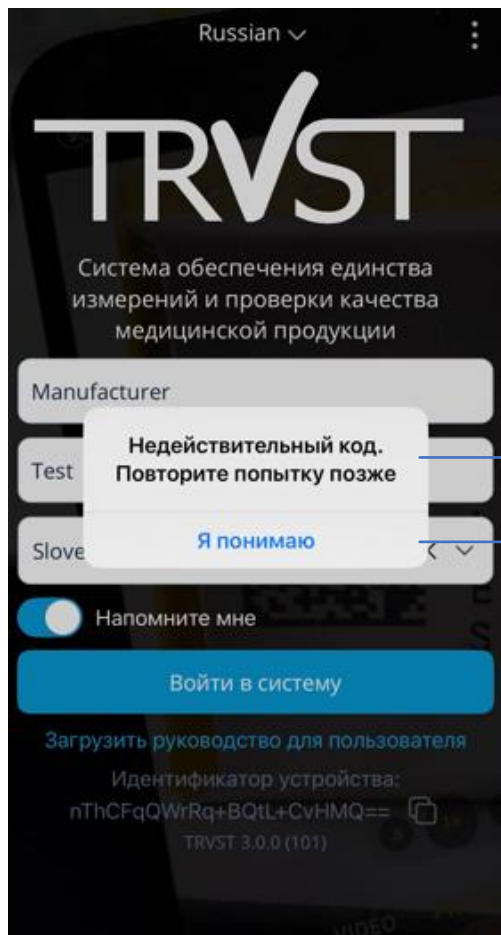 Russian
TRVST
Система обеспечения единства
измерений и проверки качества
медицинской продукции
Manufacturer
Недействительный код.
Повторите попытку позже
Test
Я понимаю
Slove
Напомните мне
Войти в систему
Загрузить руководство для пользователя
Идентификатор устройства:
nThCFqQWrRq+BQtL+CvHMQ==
TRVST 3.0.0 (101)
VIDEO